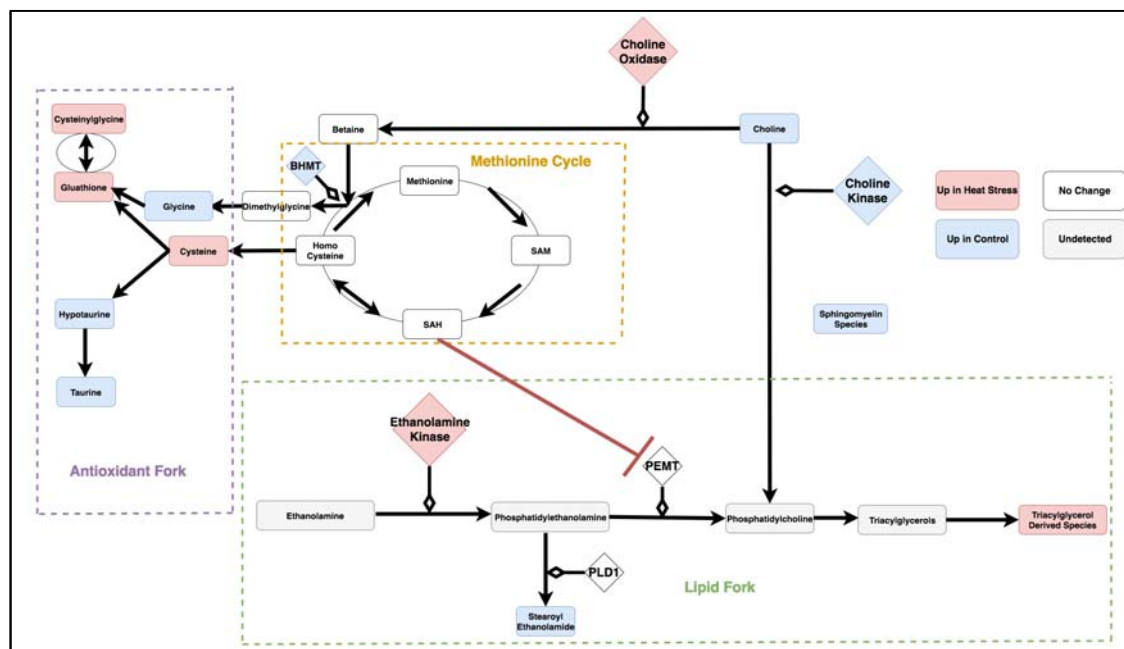 Choline
Oxidase
Cysteinylglycine
Betaine
Choline
Methionine Cycle
BHMT
Methionine
Gluathione
Glycine
Dimethylglycine
Choline
Kinase
Up in Heat Stress
No Change
Up in Control
Undetected
Cysteine
Homo
Cysteine
SAM
Hypotaurine
SAH
Sphingomyelin
Species
Taurine
Ethanolamine
Kinase
Antioxidant Fork
PEMT
Ethanolamine
Phosphatidylethanolamine
Phosphatidylcholine
Triacylglycerols
Triacylglycerol
Derived Species
PLD1
Lipid Fork
Stearoyl
Ethanolamide